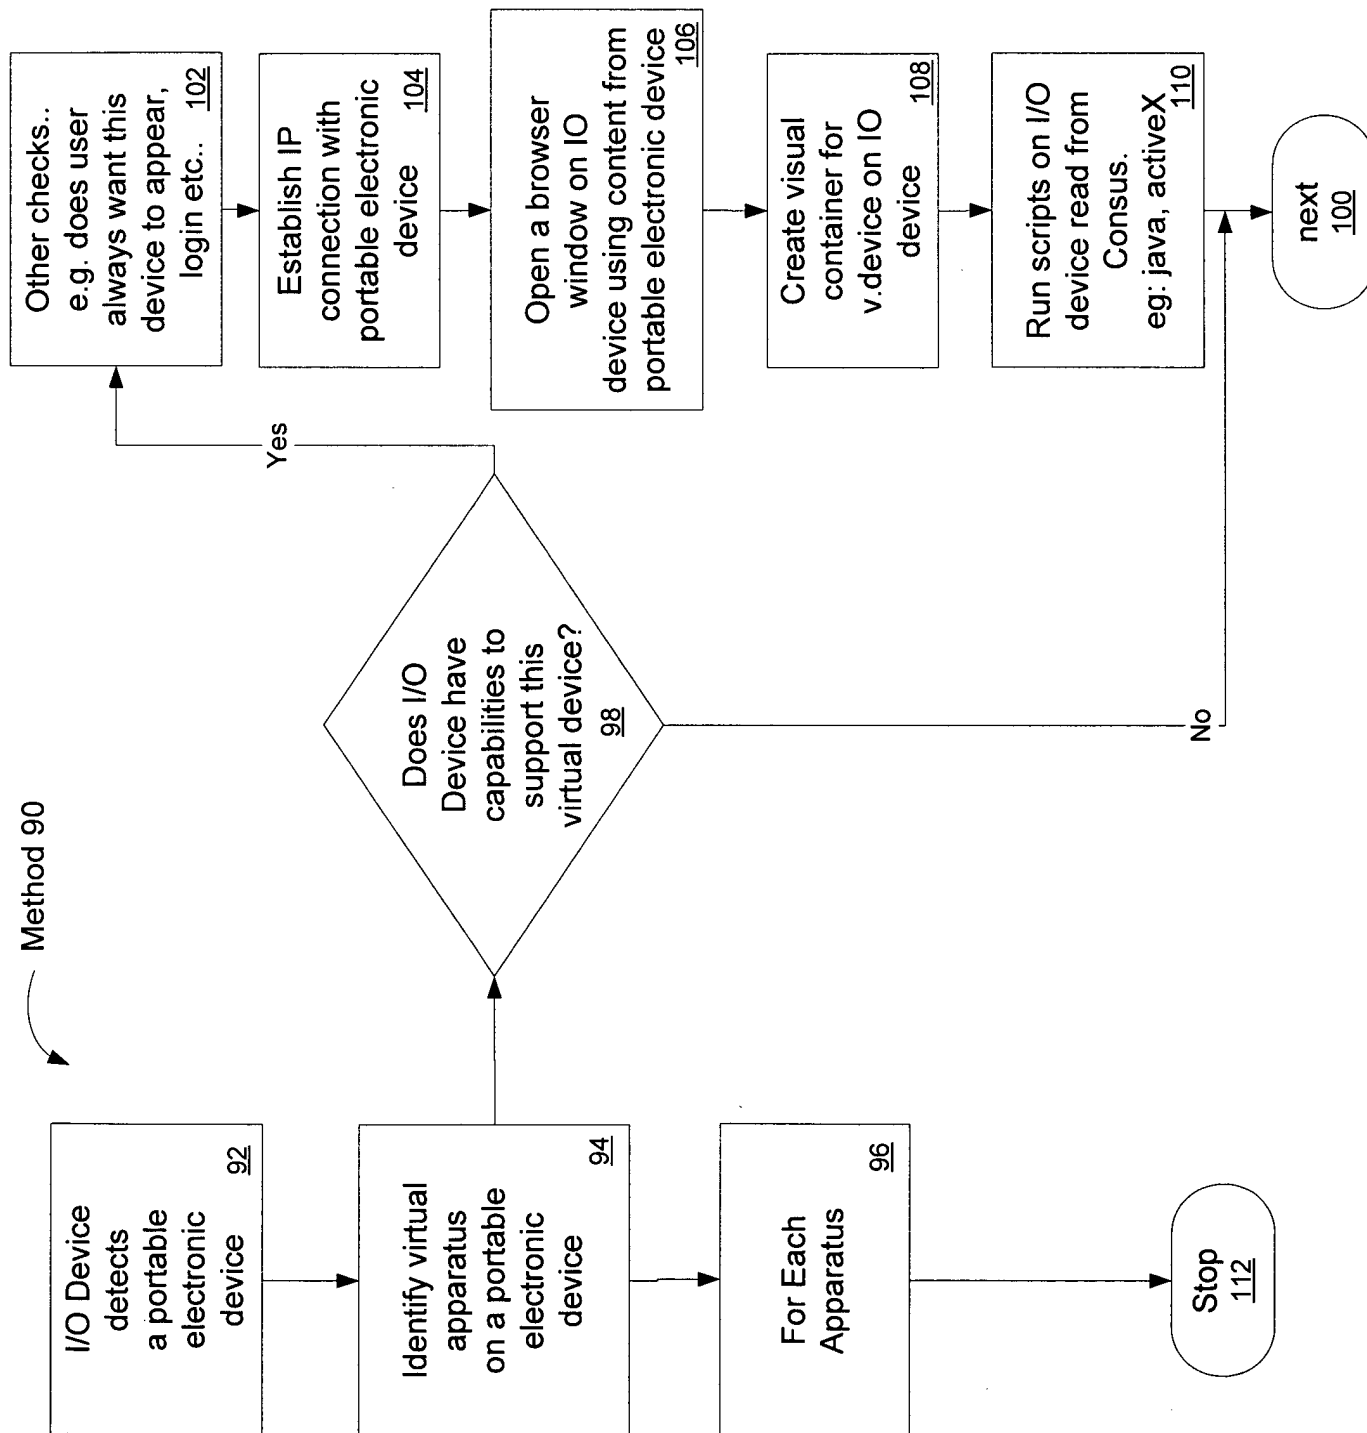 Method 90
I/O Device
detects
a portable
electronic
device
92
Identify virtual
apparatus
on a portable
electronic
device
94
For Each
Apparatus
96
Stop
112
Does I/O
Device have
capabilities to
support this
virtual device?
98
Yes
No
Other checks..
e.g. does user
always want this
device to appear,
login etc..
102
Establish IP
connection with
portable electronic
device
104
Open a browser
window on IO
device using content from
portable electronic device
106
Create visual
container for
v.device on IO
device
108
Run scripts on I/O
device read from
Consus.
eg: java, activeX
110
next
100